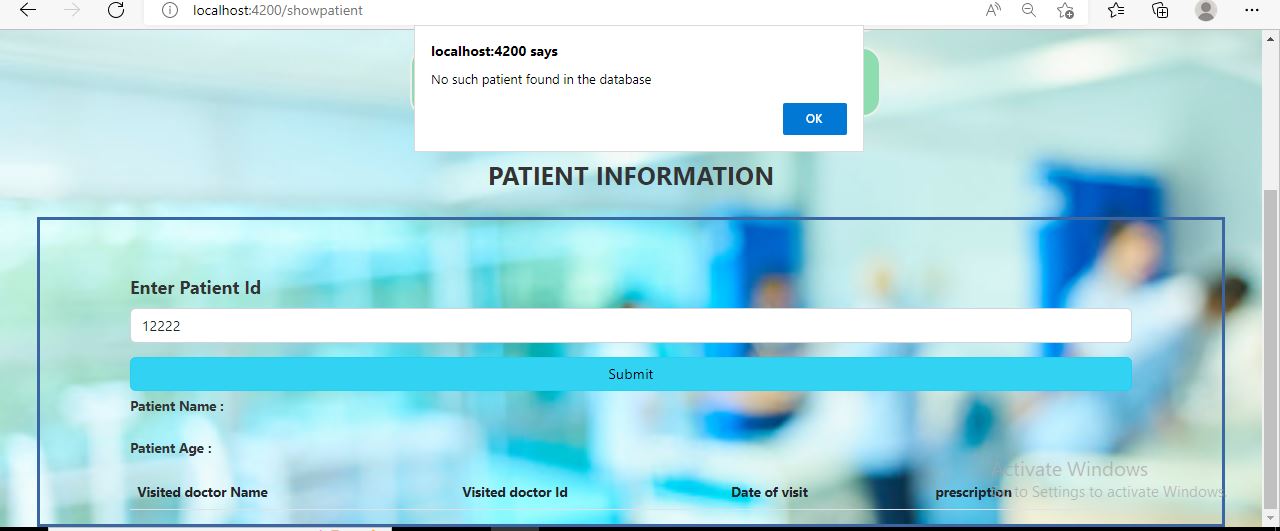 localhost:4200/showpatient
localhost:4200 says
No such patient found in the database
OK
PATIENT INFORMATION
Enter Patient Id
12222
Submit
Patient Name :
Patient Age :
Activate Windows
Visited doctor Name Visited doctor Id Date of visit prescription
to Settings to activate Windows.